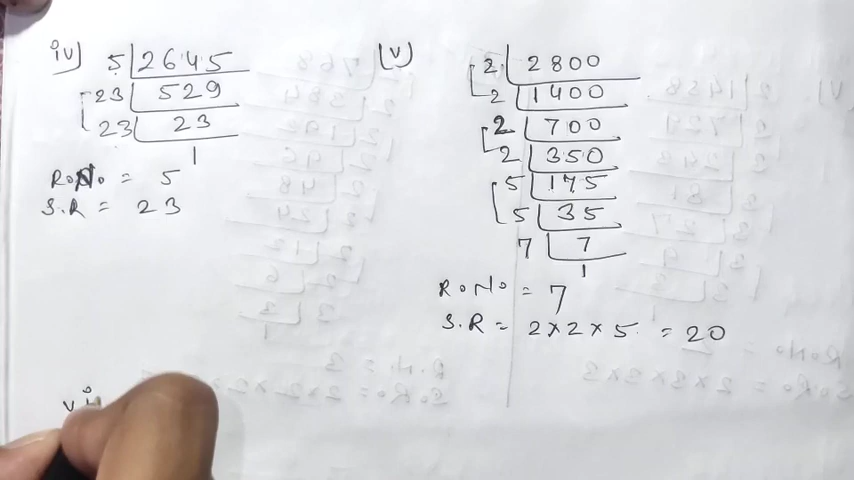 iv) 5 | 2645
23 | 529
23 | 23
1
R.No = 5
S.R = 23
(v) 2 | 2800
2 | 1400
2 | 700
2 | 350
5 | 175
5 | 35
7 | 7
1
R.No = 7
S.R = 2×2×5 = 20